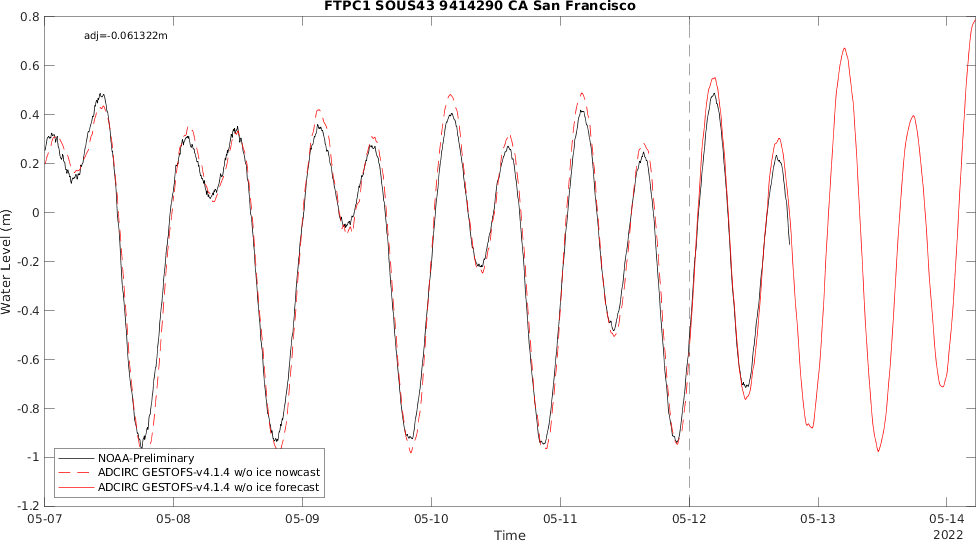 FTPC1 SOUS43 9414290 CA San Francisco
adj=-0.061322m
0.8
0.6
0.4
0.2
0
-0.2
-0.4
-0.6
-0.8
-1
-1.2
Water Level (m)
NOAA-Preliminary
ADCIRC GESTOFS-v4.1.4 w/o ice nowcast
ADCIRC GESTOFS-v4.1.4 w/o ice forecast
05-07 05-08 05-09 05-10 05-11 05-12 05-13 05-14
Time
2022